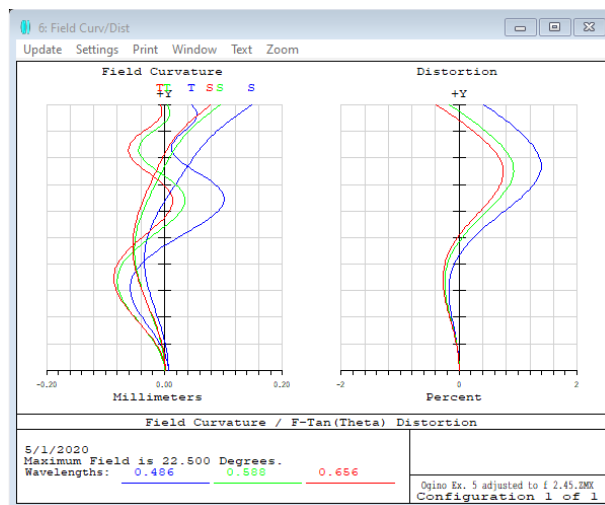 6: Field Curv/Dist
Update Settings Print Window Text Zoom
Field Curvature
Distortion
T T T S S S
+Y
+Y
-0.20 0.00 0.20
Millimeters
-2 0 2
Percent
Field Curvature / F-Tan(Theta) Distortion
5/1/2020
Maximum Field is 22.500 Degrees.
Wavelengths: 0.486 0.588 0.656
Ogino Ex. 5 adjusted to f 2.45.ZMX
Configuration 1 of 1